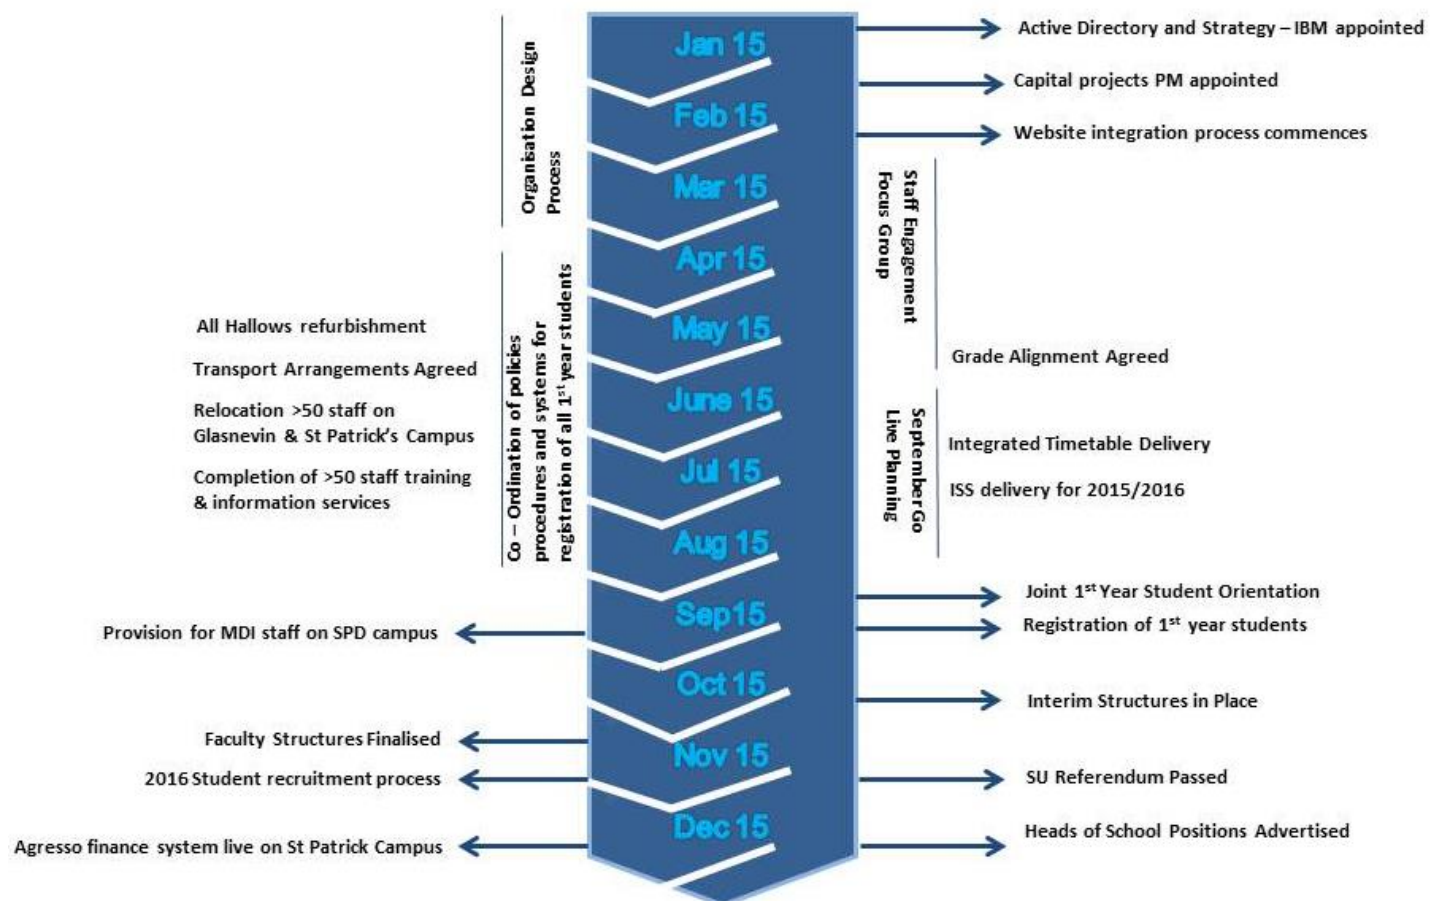 Jan 15
Feb 15
Mar 15
Apr 15
May 15
June 15
Jul 15
Aug 15
Sep15
Oct 15
Nov 15
Dec 15
Organisation Design
Process
Co – Ordination of policies
procedures and systems for
registration of all 1st year students
All Hallows refurbishment
Transport Arrangements Agreed
Relocation >50 staff on
Glasnevin & St Patrick's Campus
Completion of >50 staff training
& information services
Provision for MDI staff on SPD campus
Faculty Structures Finalised
2016 Student recruitment process
Agresso finance system live on St Patrick Campus
Active Directory and Strategy – IBM appointed
Capital projects PM appointed
Website integration process commences
Staff Engagement
Focus Group
Grade Alignment Agreed
September Go
Live Planning
Integrated Timetable Delivery
ISS delivery for 2015/2016
Joint 1st Year Student Orientation
Registration of 1st year students
Interim Structures in Place
SU Referendum Passed
Heads of School Positions Advertised